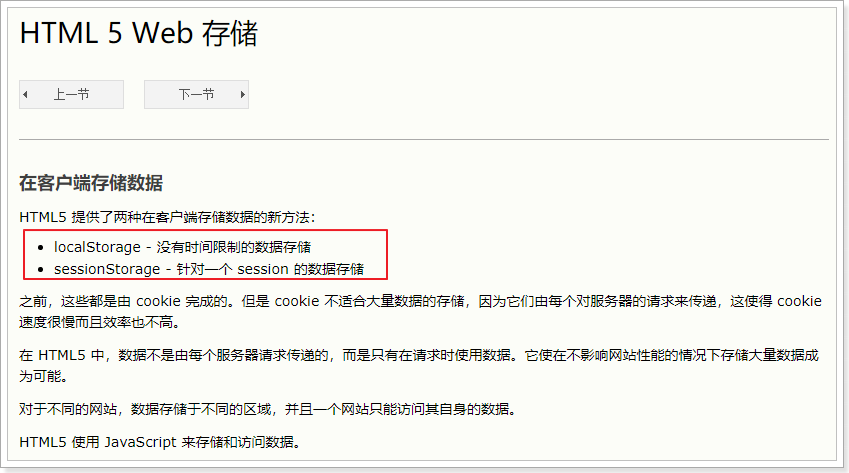 HTML 5 Web 存储
上一节
下一节
在客户端存储数据
HTML5 提供了两种在客户端存储数据的新方法：
localStorage - 没有时间限制的数据存储
sessionStorage - 针对一个 session 的数据存储
之前，这些都是由 cookie 完成的。但是 cookie 不适合大量数据的存储，因为它们由每个对服务器的请求来传递，这使得 cookie
速度很慢而且效率也不高。
在 HTML5 中，数据不是由每个服务器请求传递的，而是只有在请求时使用数据。它使在不影响网站性能的情况下存储大量数据成
为可能。
对于不同的网站，数据存储于不同的区域，并且一个网站只能访问其自身的数据。
HTML5 使用 JavaScript 来存储和访问数据。